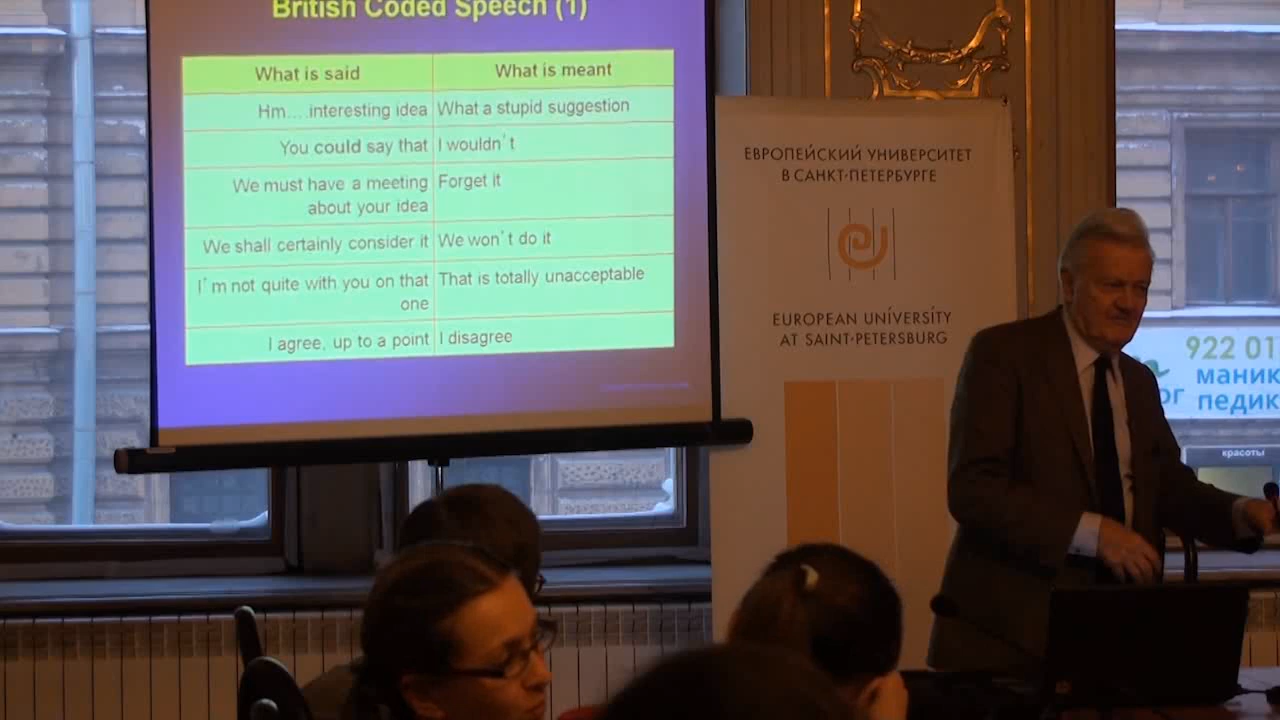 British Coded Speech (1)
What is said What is meant
Hm....interesting idea What a stupid suggestion
You could say that I wouldn't
We must have a meeting
about your idea
Forget it
We shall certainly consider it We won't do it
I'm not quite with you on that
one
That is totally unacceptable
I agree, up to a point I disagree
ЕВРОПЕЙСКИЙ УНИВЕРСИТЕТ
В САНКТ-ПЕТЕРБУРГЕ
EUROPEAN UNIVERSITY
AT SAINT-PETERSBURG
922 01
маник
педик
красоты